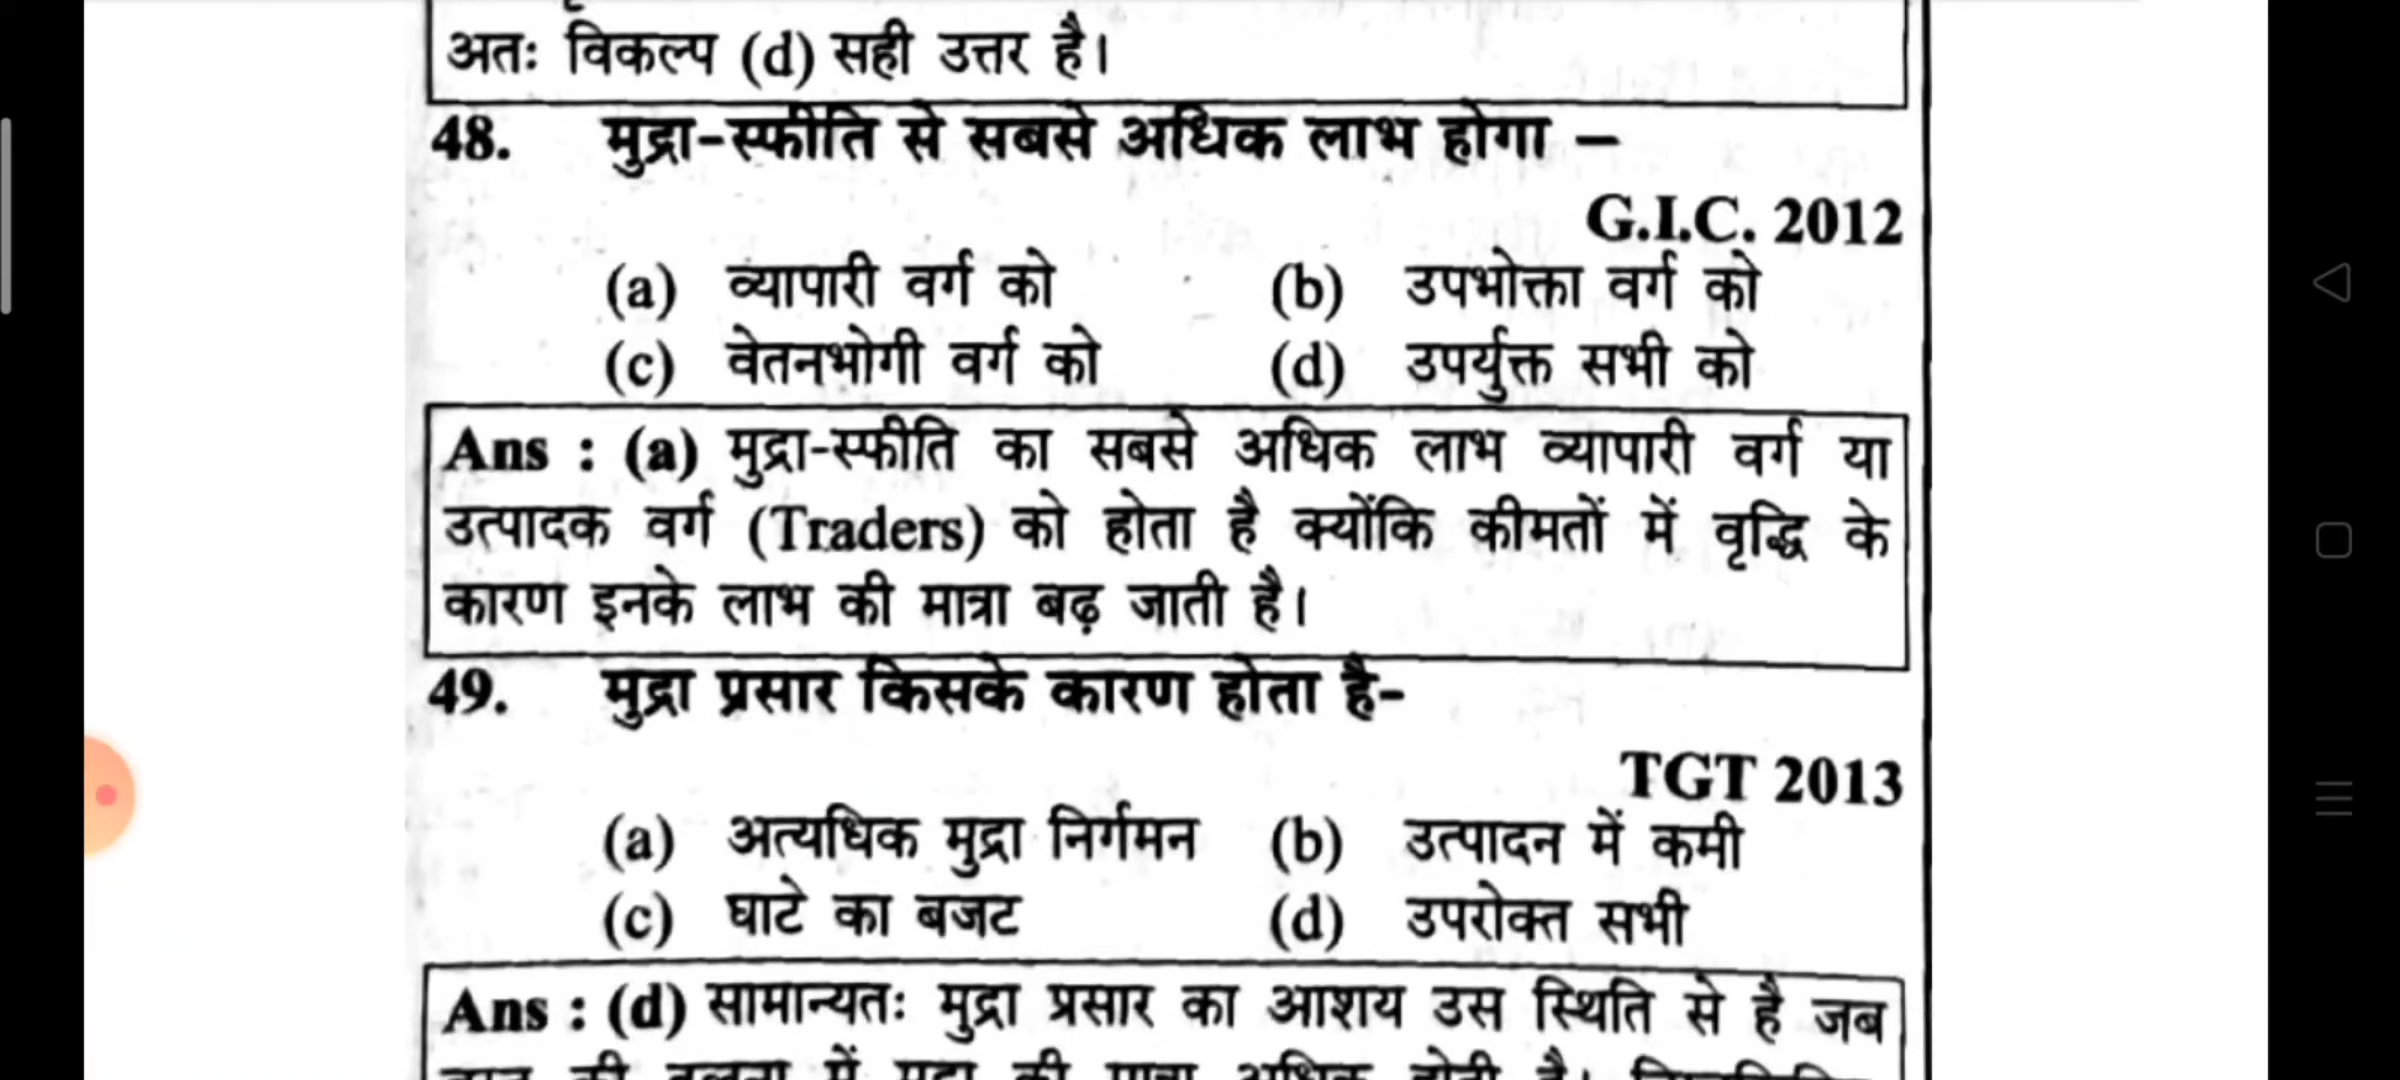 अतः विकल्प (d) सही उत्तर है।
48. मुद्रा-स्फीति से सबसे अधिक लाभ होगा –
G.I.C. 2012
(a) व्यापारी वर्ग को (b) उपभोक्ता वर्ग को
(c) वेतनभोगी वर्ग को (d) उपर्युक्त सभी को
Ans : (a) मुद्रा-स्फीति का सबसे अधिक लाभ व्यापारी वर्ग या
उत्पादक वर्ग (Traders) को होता है क्योंकि कीमतों में वृद्धि के
कारण इनके लाभ की मात्रा बढ़ जाती है।
49. मुद्रा प्रसार किसके कारण होता है-
TGT 2013
(a) अत्यधिक मुद्रा निर्गमन (b) उत्पादन में कमी
(c) घाटे का बजट (d) उपरोक्त सभी
Ans : (d) सामान्यतः मुद्रा प्रसार का आशय उस स्थिति से है जब
की तुलना में मुद्रा की मात्रा अधिक होती है।